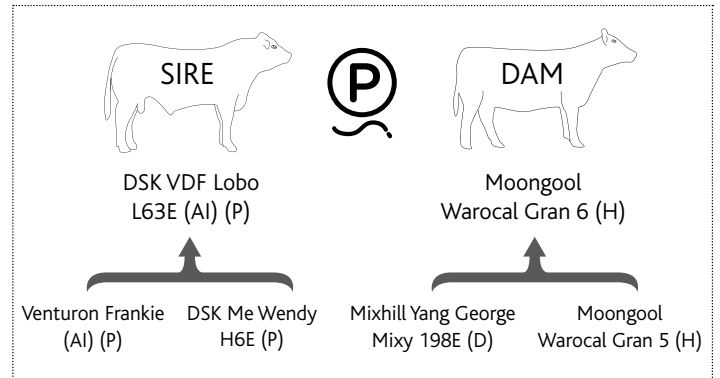 SIRE
P
DAM
DSK VDF Lobo
L63E (AI) (P)
Moongool
Warocal Gran 6 (H)
Venturon Frankie
(AI) (P)
DSK Me Wendy
H6E (P)
Mixhill Yang George
Mixy 198E (D)
Moongool
Warocal Gran 5 (H)